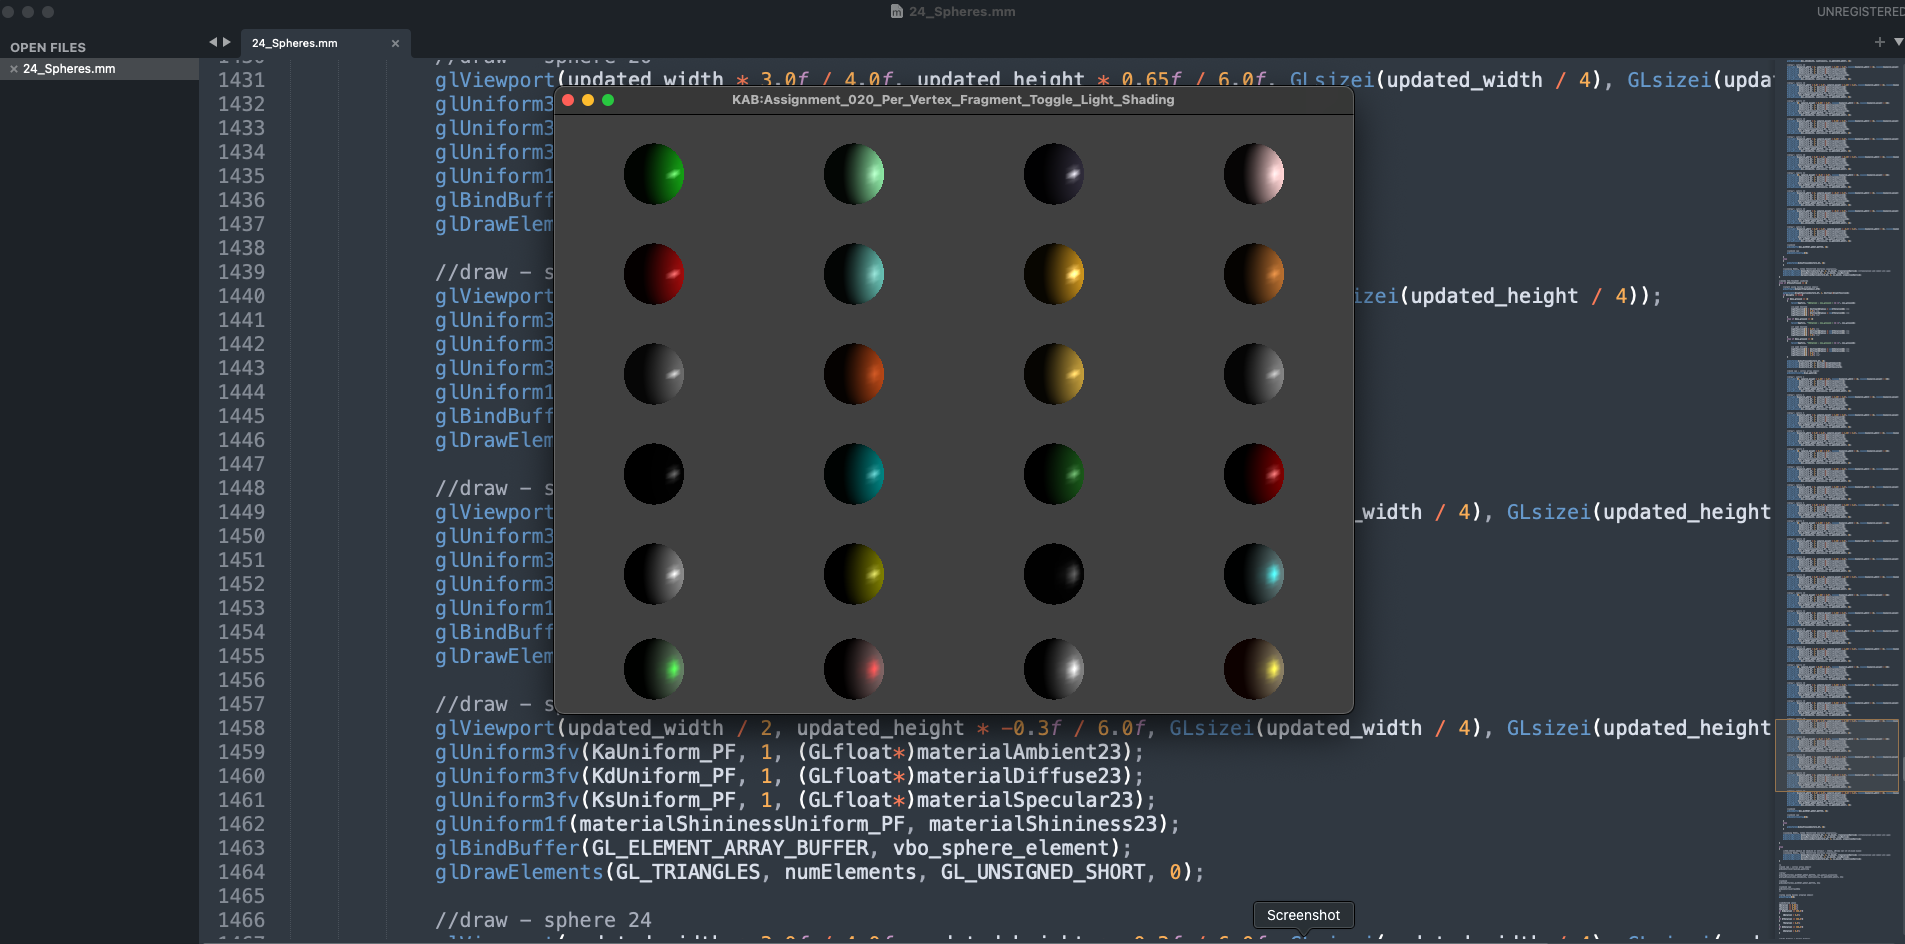 24_Spheres.mm
UNREGISTERED
OPEN FILES
24_Spheres.mm
24_Spheres.mm
1431 glViewport(updated_width * 3.0f / 4.0f, updated_height * 0.65f / 6.0f, GLsizei(updated_width / 4), GLsizei(upda
KAB:Assignment_020_Per_Vertex_Fragment_Toggle_Light_Shading
1432 glUniform3
1433 glUniform3
1434 glUniform3
1435 glUniform1
1436 glBindBuff
1437 glDrawElem
1438
1439 //draw - s
1440 glViewport izei(updated_height / 4));
1441 glUniform3
1442 glUniform3
1443 glUniform3
1444 glUniform1
1445 glBindBuff
1446 glDrawElem
1447
1448 //draw - s
1449 glViewport _width / 4), GLsizei(updated_height
1450 glUniform3
1451 glUniform3
1452 glUniform3
1453 glUniform1
1454 glBindBuff
1455 glDrawElem
1456
1457 //draw - s
1458 glViewport(updated_width / 2, updated_height * -0.3f / 6.0f, GLsizei(updated_width / 4), GLsizei(updated_height
1459 glUniform3fv(KaUniform_PF, 1, (GLfloat*)materialAmbient23);
1460 glUniform3fv(KdUniform_PF, 1, (GLfloat*)materialDiffuse23);
1461 glUniform3fv(KsUniform_PF, 1, (GLfloat*)materialSpecular23);
1462 glUniform1f(materialShininessUniform_PF, materialShininess23);
1463 glBindBuffer(GL_ELEMENT_ARRAY_BUFFER, vbo_sphere_element);
1464 glDrawElements(GL_TRIANGLES, numElements, GL_UNSIGNED_SHORT, 0);
1465
1466 //draw - sphere 24
Screenshot